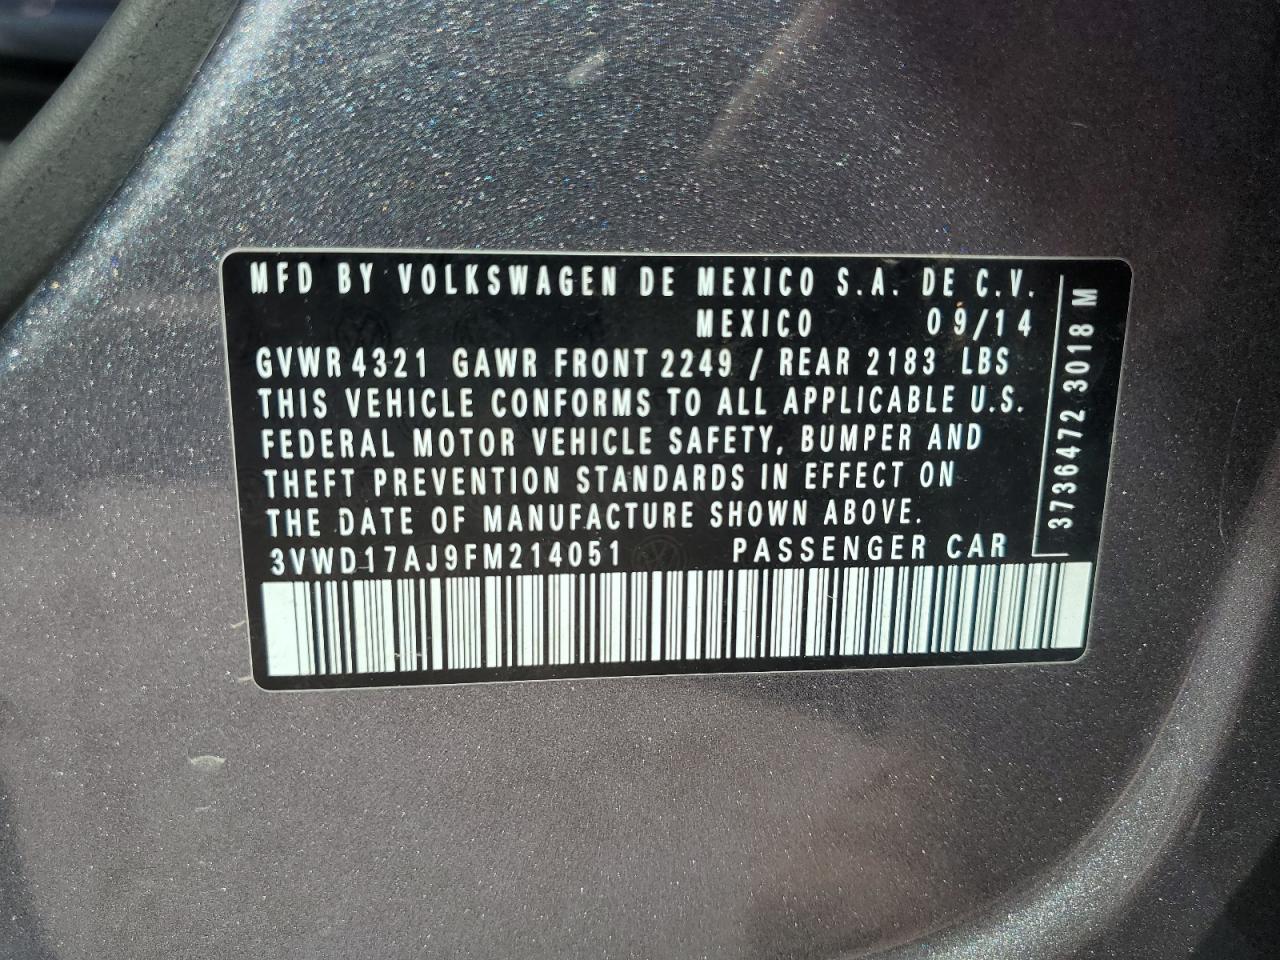 MFD BY VOLKSWAGEN DE MEXICO S.A. DE C.V.
MEXICO 09/14
GVWR 4321 GAWR FRONT 2249 / REAR 2183 LBS
THIS VEHICLE CONFORMS TO ALL APPLICABLE U.S.
FEDERAL MOTOR VEHICLE SAFETY, BUMPER AND
THEFT PREVENTION STANDARDS IN EFFECT ON
THE DATE OF MANUFACTURE SHOWN ABOVE.
3VWD17AJ9FM214051 PASSENGER CAR
37364472 3018 M